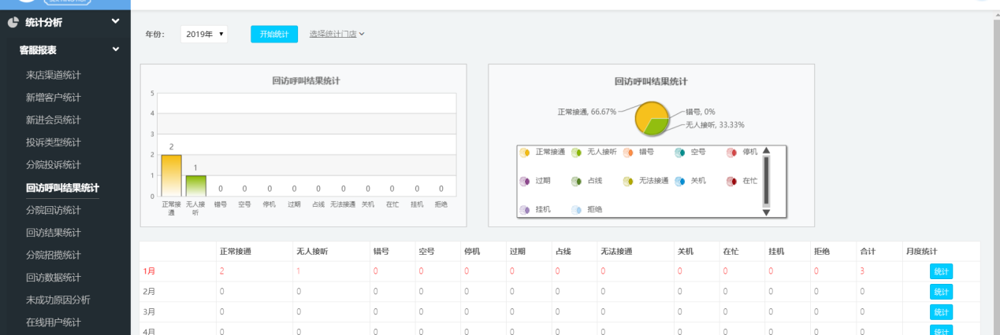 统计分析
客服报表
来店渠道统计
新增客户统计
新进会员统计
投诉类型统计
分院投诉统计
回访呼叫结果统计
分院回访统计
回访结果统计
分院招揽统计
回访数据统计
未成功原因分析
在线用户统计
年份： 2019年 开始统计 选择统计门店
回访呼叫结果统计
5
4
3
2
1
0
2
1
0 0 0 0 0 0 0 0 0 0
正常接通 无人接听 错号 空号 停机 过期 占线 无法接通 关机 在忙 挂机 拒绝
回访呼叫结果统计
正常接通, 66.67%
错号, 0%
无人接听, 33.33%
正常接通 无人接听 错号 空号 停机
过期 占线 无法接通 关机 在忙
挂机 拒绝
正常接通 无人接听 错号 空号 停机 过期 占线 无法接通 关机 在忙 挂机 拒绝 合计 月度统计
1月 2 1 0 0 0 0 0 0 0 0 0 0 3 统计
2月 0 0 0 0 0 0 0 0 0 0 0 0 0 统计
3月 0 0 0 0 0 0 0 0 0 0 0 0 0 统计
4月 0 0 0 0 0 0 0 0 0 0 0 0 0 统计